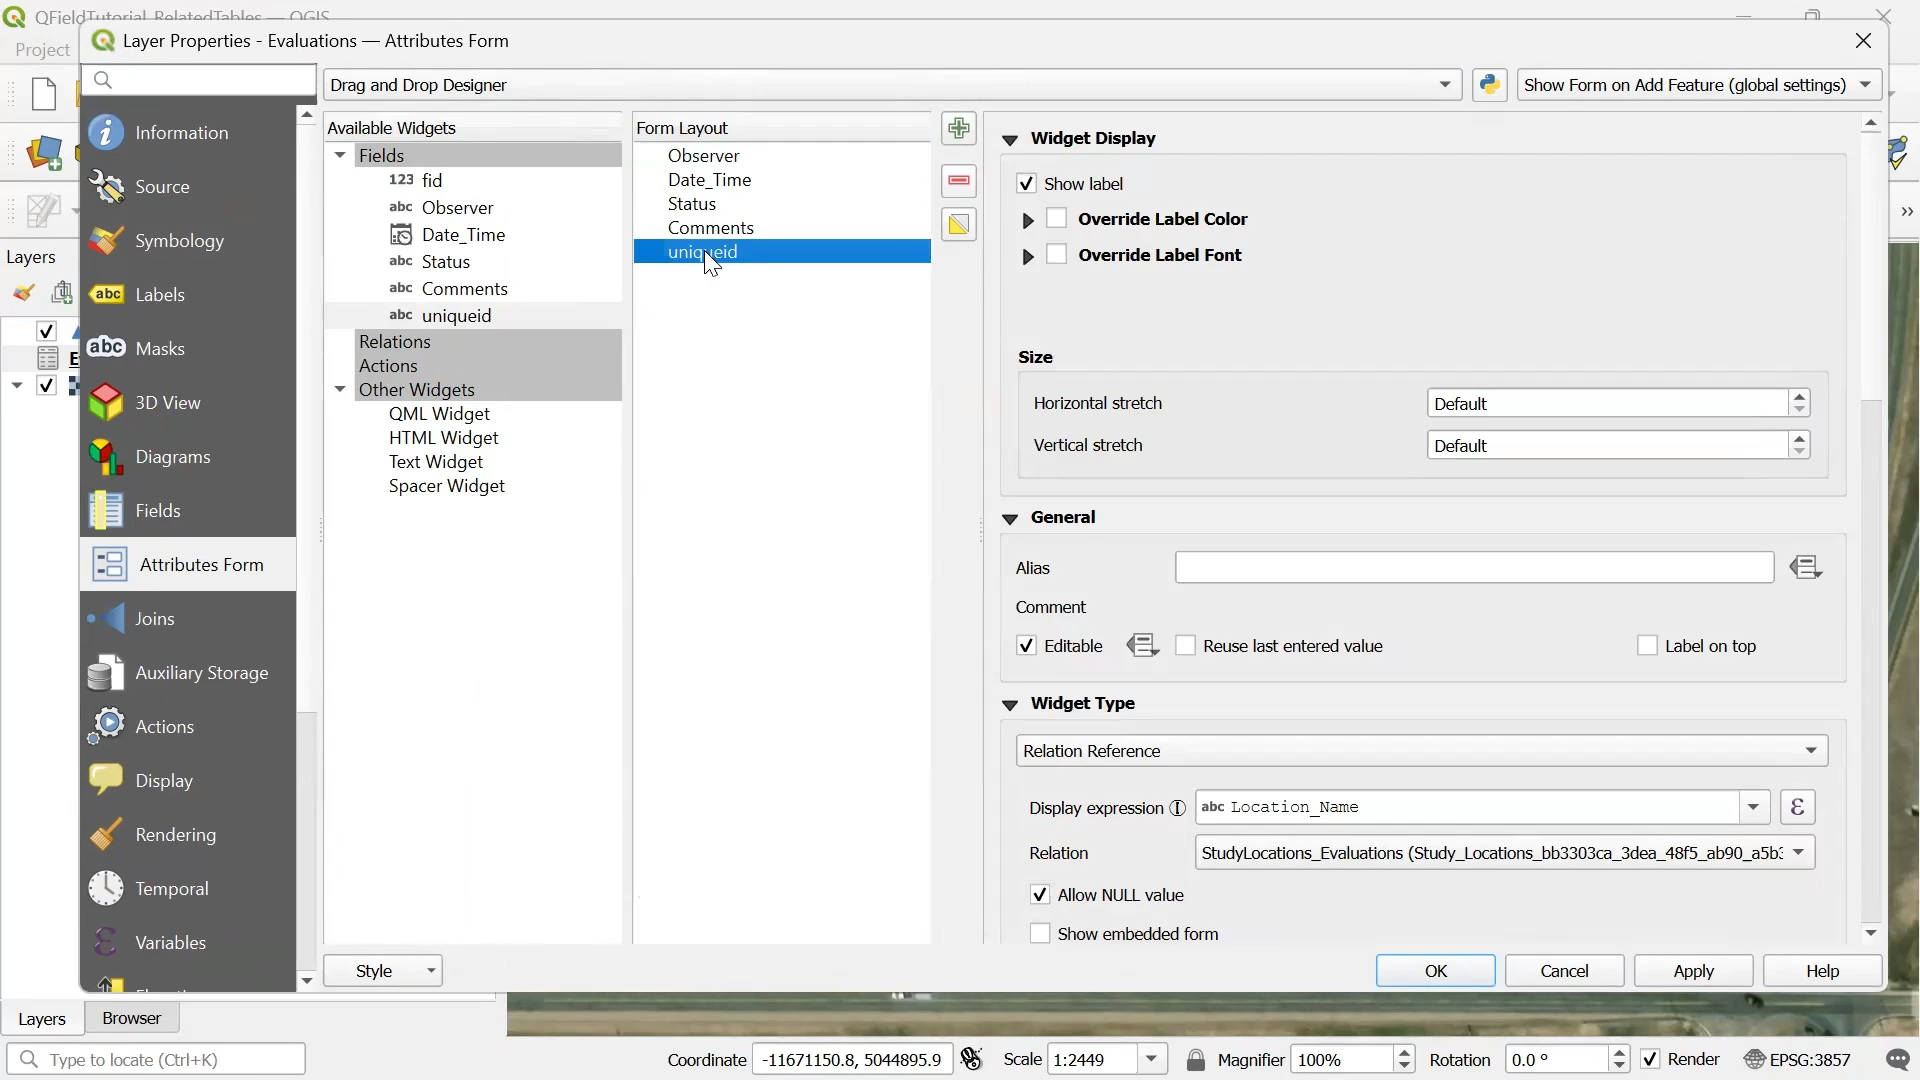 QFieldTutorial_RelatedTables — QGIS
Project
Layer Properties - Evaluations — Attributes Form
Drag and Drop Designer
Show Form on Add Feature (global settings)
Information
Source
Symbology
Labels
Masks
3D View
Diagrams
Fields
Attributes Form
Joins
Auxiliary Storage
Actions
Display
Rendering
Temporal
Variables
Layers
Available Widgets
Fields
123 fid
abc Observer
Date_Time
abc Status
abc Comments
abc uniqueid
Relations
Actions
Other Widgets
QML Widget
HTML Widget
Text Widget
Spacer Widget
Form Layout
Observer
Date_Time
Status
Comments
uniqueid
Widget Display
Show label
Override Label Color
Override Label Font
Size
Horizontal stretch Default
Vertical stretch Default
General
Alias
Comment
Editable Reuse last entered value Label on top
Widget Type
Relation Reference
Display expression abc Location_Name ε
Relation StudyLocations_Evaluations (Study_Locations_bb3303ca_3dea_48f5_ab90_a5b3
Allow NULL value
Show embedded form
Style OK Cancel Apply Help
Layers Browser
Type to locate (Ctrl+K) Coordinate -11671150.8, 5044895.9 Scale 1:2449 Magnifier 100% Rotation 0.0 ° Render EPSG:3857